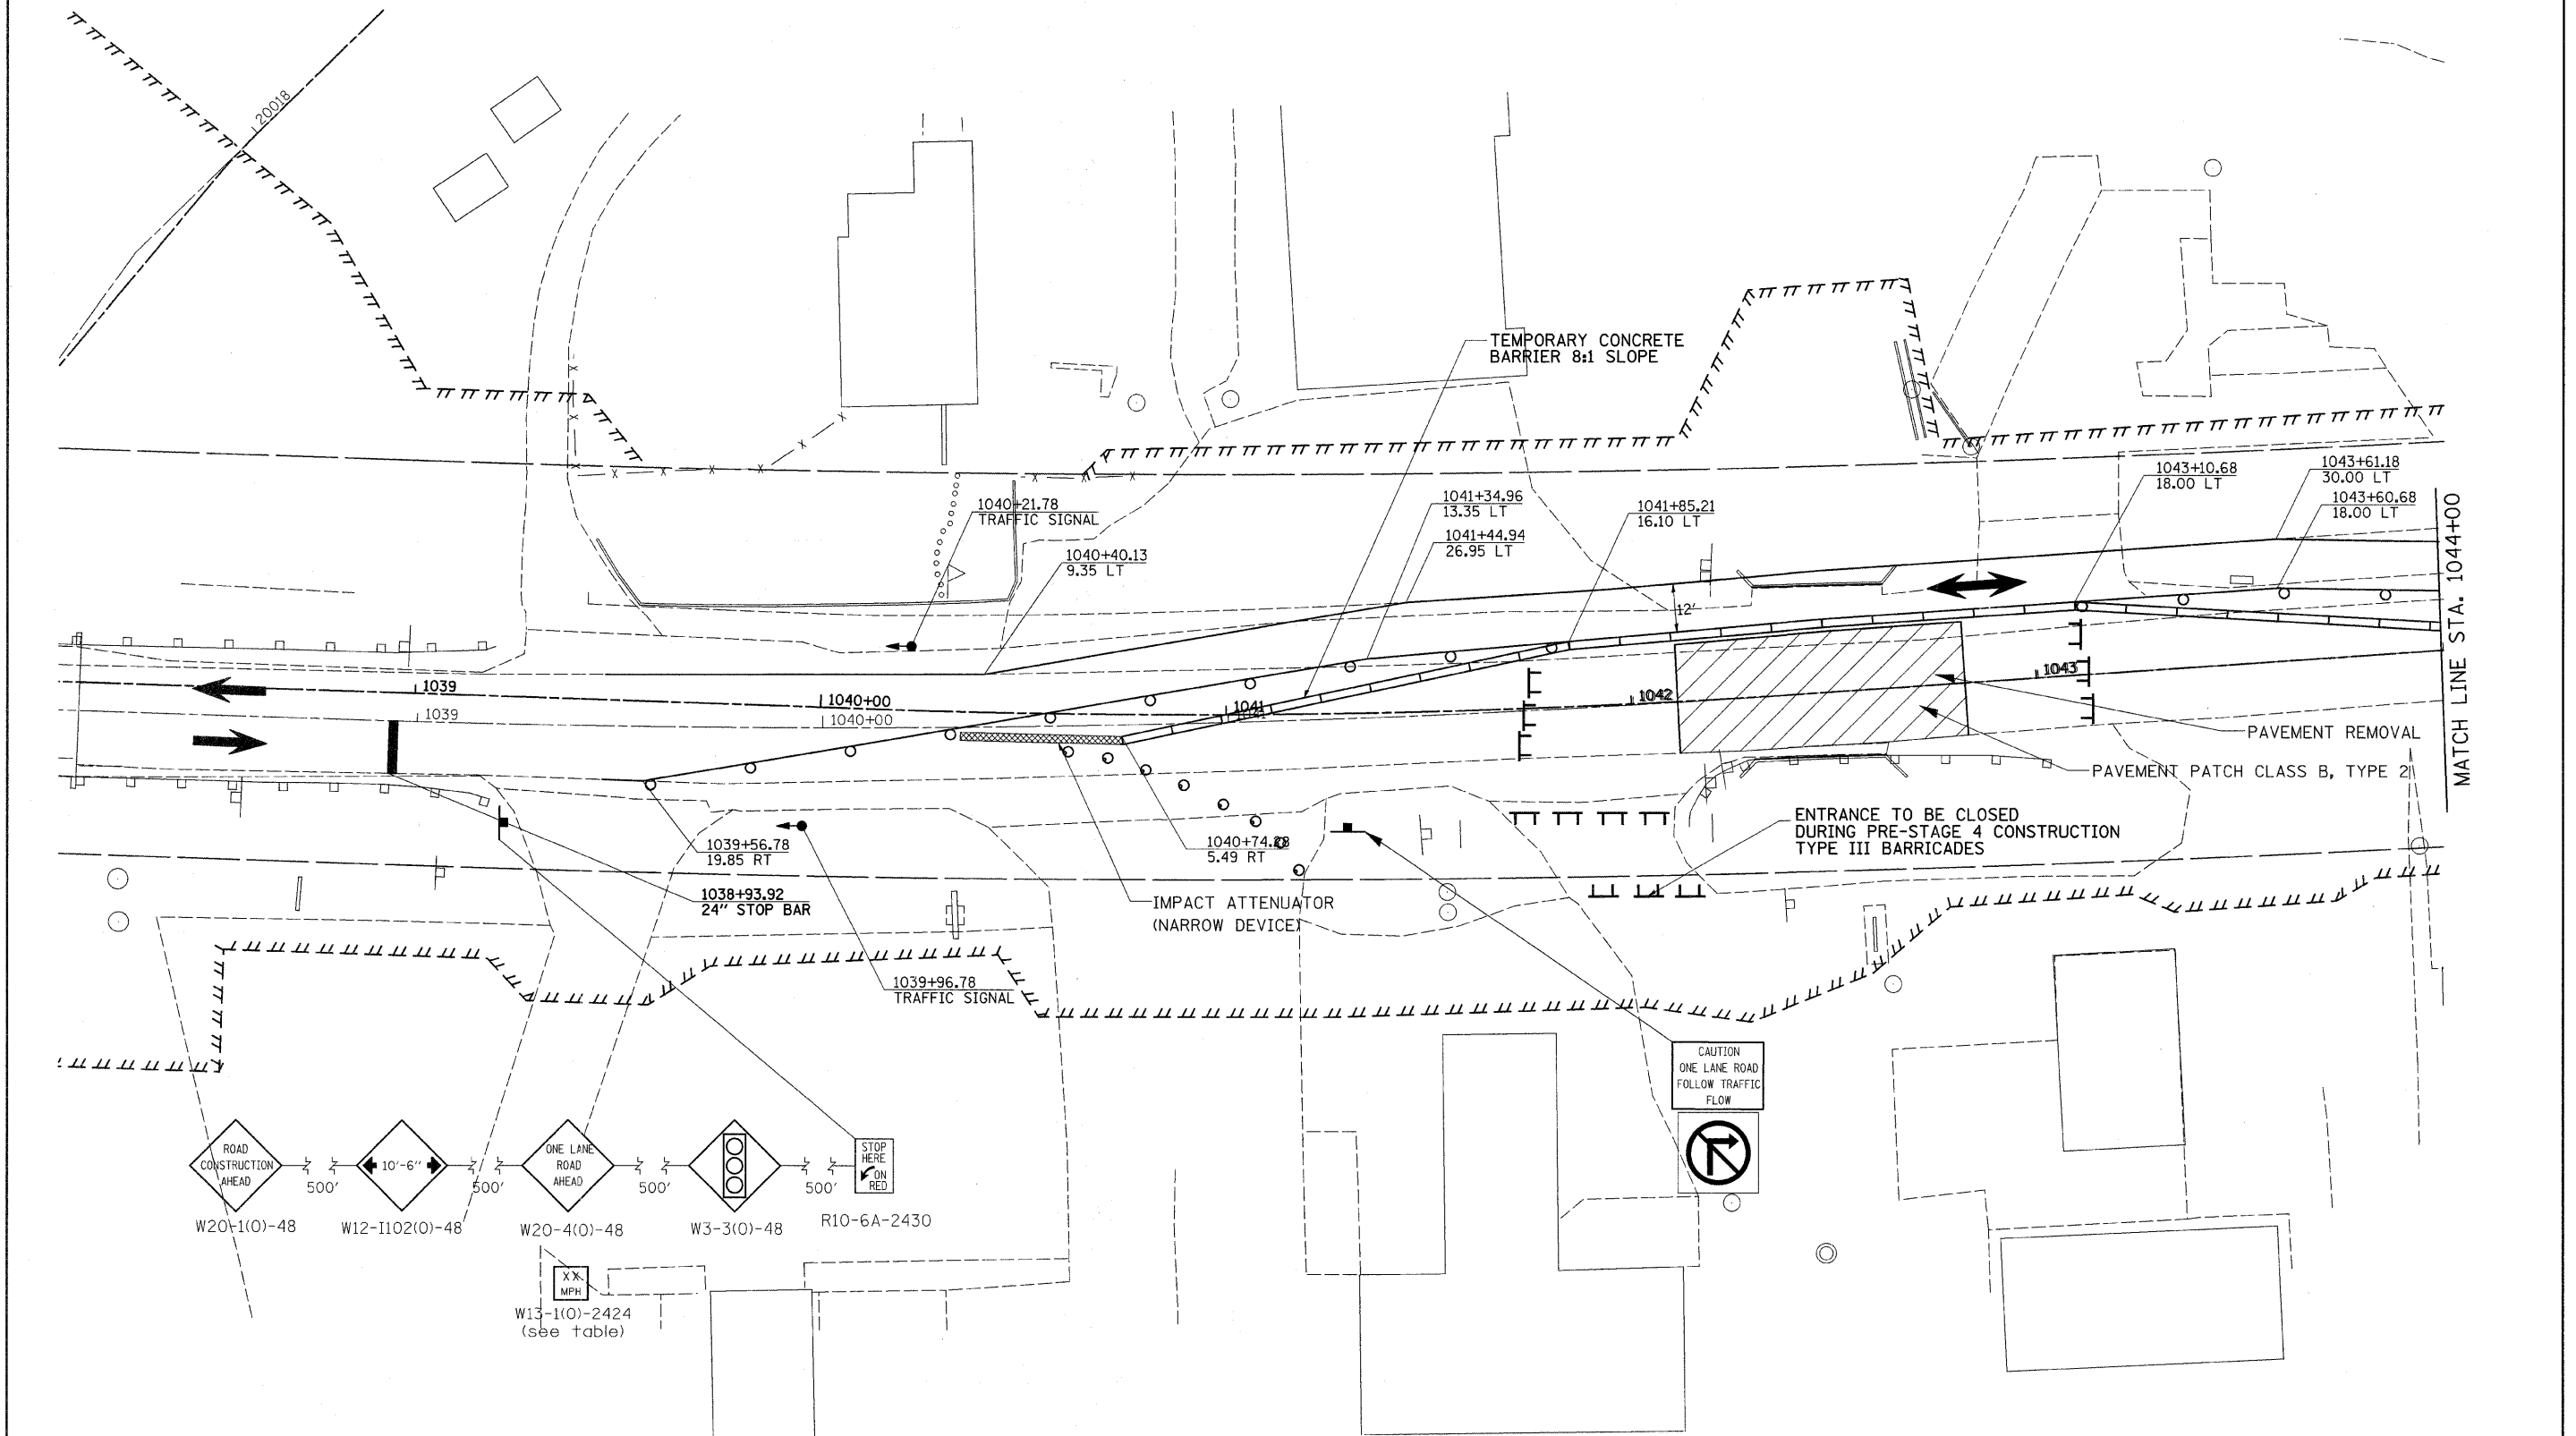 20018
TEMPORARY CONCRETE
BARRIER 8:1 SLOPE
1040+21.78
TRAFFIC SIGNAL
1040+40.13
9.35 LT
1041+34.96
13.35 LT
1041+44.94
26.95 LT
1041+85.21
16.10 LT
1043+10.68
18.00 LT
1043+61.18
30.00 LT
1043+60.68
18.00 LT
MATCH LINE STA. 1044+00
12'
1039
1040+00
1041
1042
1043
1039
1040+00
PAVEMENT REMOVAL
PAVEMENT PATCH CLASS B, TYPE 2
ENTRANCE TO BE CLOSED
DURING PRE-STAGE 4 CONSTRUCTION
TYPE III BARRICADES
1039+56.78
19.85 RT
1040+74.28
5.49 RT
1038+93.92
24" STOP BAR
IMPACT ATTENUATOR
(NARROW DEVICE)
1039+96.78
TRAFFIC SIGNAL
CAUTION
ONE LANE ROAD
FOLLOW TRAFFIC
FLOW
ROAD
CONSTRUCTION
AHEAD
500'
10'-6"
500'
ONE LANE
ROAD
AHEAD
500'
500'
STOP
HERE
ON
RED
W20-1(O)-48
W12-I102(O)-48
W20-4(O)-48
W3-3(O)-48
R10-6A-2430
XX
MPH
W13-1(O)-2424
(see table)